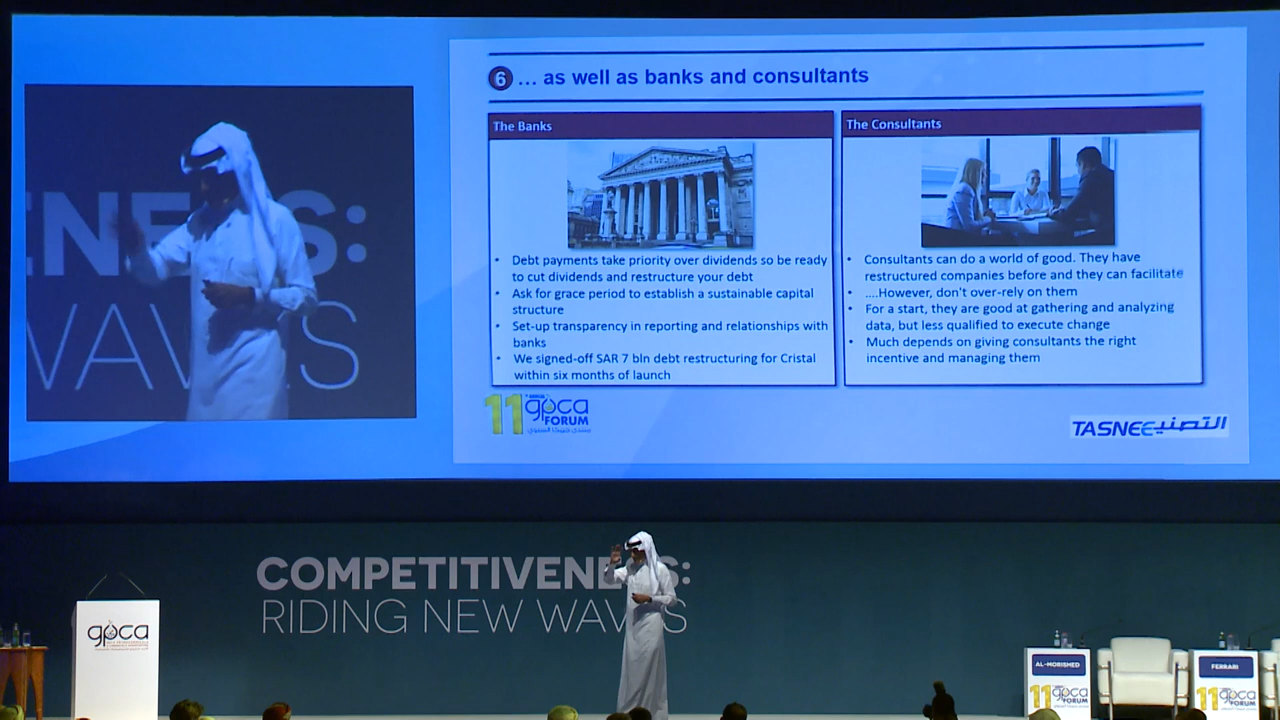 ENE S:
WAVES
6 ... as well as banks and consultants
The Banks
• Debt payments take priority over dividends so be ready
to cut dividends and restructure your debt
• Ask for grace period to establish a sustainable capital
structure
• Set-up transparency in reporting and relationships with
banks
• We signed-off SAR 7 bln debt restructuring for Cristal
within six months of launch
The Consultants
• Consultants can do a world of good. They have
restructured companies before and they can facilitate
• ....However, don't over-rely on them
• For a start, they are good at gathering and analyzing
data, but less qualified to execute change
• Much depends on giving consultants the right
incentive and managing them
11 gpca
FORUM
TASNEE التصنيع
COMPETITIVENESS:
RIDING NEW WAVES
gpca
AL-MORISHED
11 gpca
FORUM
FERRARI
11 gpca
FORUM